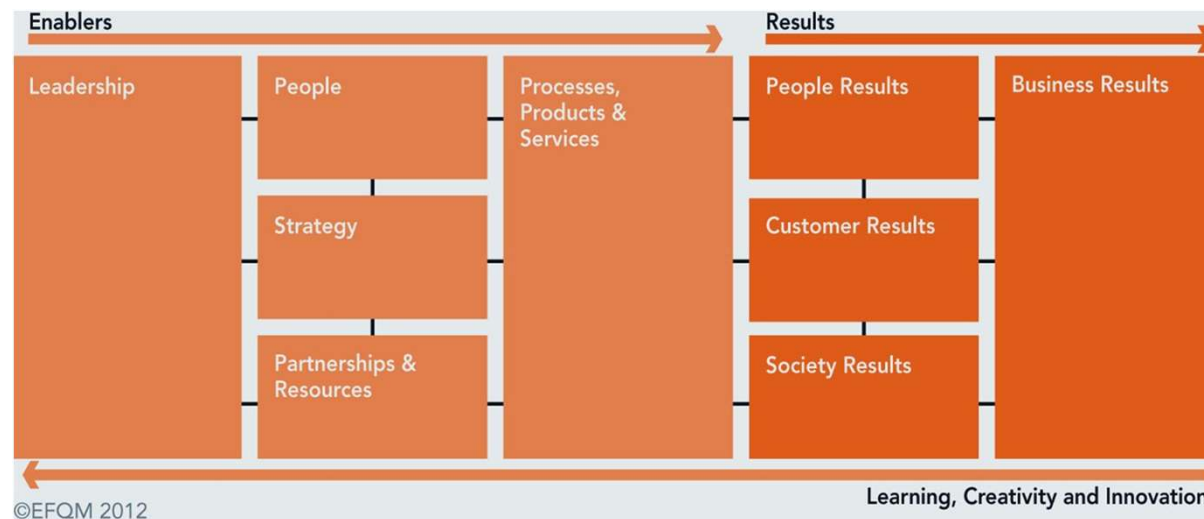 Enablers
Results
Leadership
People
Processes,
Products &
Services
People Results
Business Results
Strategy
Customer Results
Partnerships &
Resources
Society Results
Learning, Creativity and Innovation
©EFQM 2012